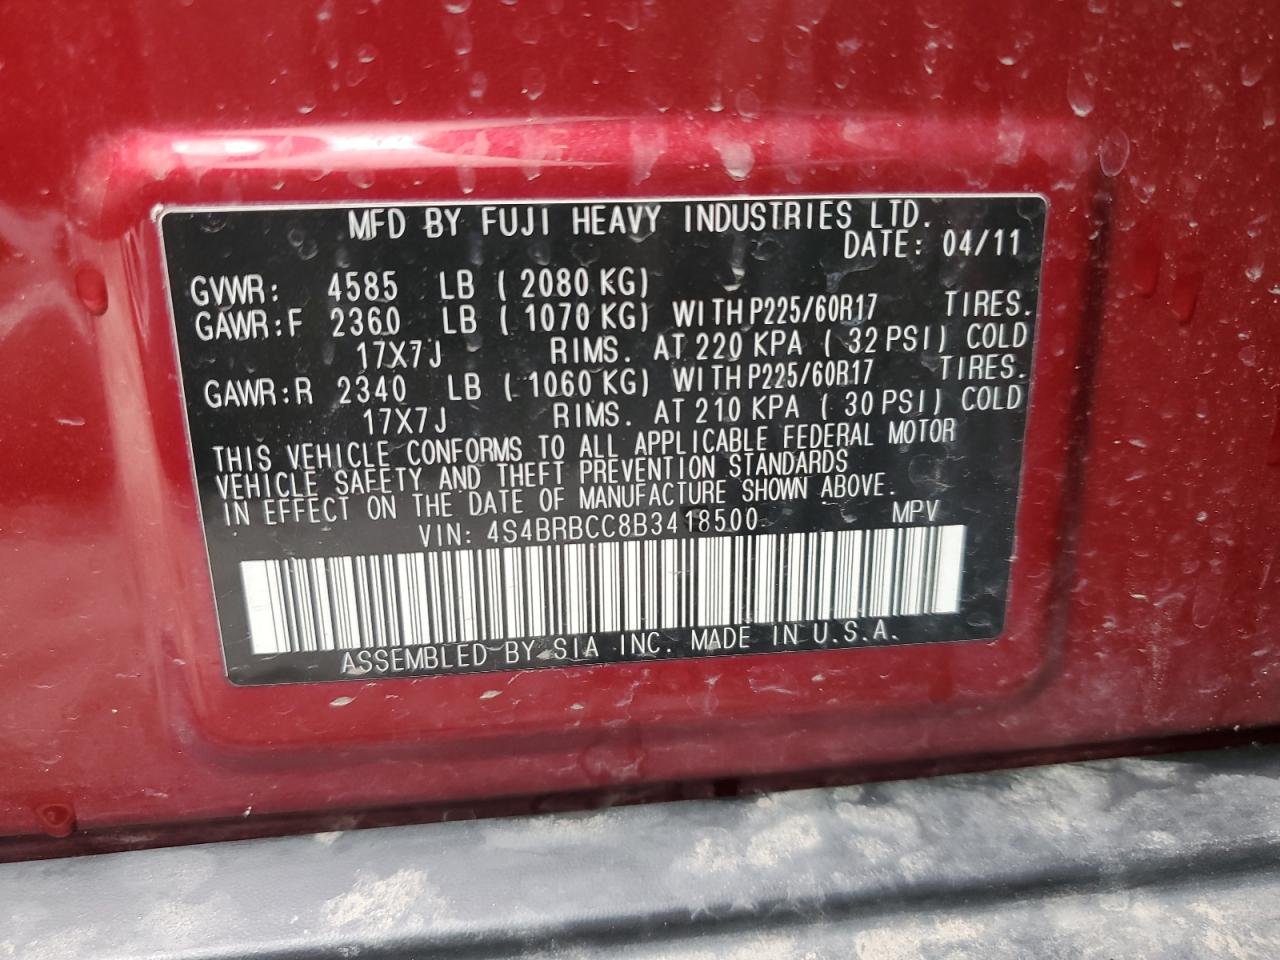 MFD BY FUJI HEAVY INDUSTRIES LTD.
DATE: 04/11
GVWR: 4585 LB ( 2080 KG)
GAWR:F 2360 LB ( 1070 KG) WITH P225/60R17 TIRES.
17X7J RIMS. AT 220 KPA ( 32 PSI) COLD
GAWR:R 2340 LB ( 1060 KG) WITH P225/60R17 TIRES.
17X7J RIMS. AT 210 KPA ( 30 PSI) COLD
THIS VEHICLE CONFORMS TO ALL APPLICABLE FEDERAL MOTOR
VEHICLE SAFETY AND THEFT PREVENTION STANDARDS
IN EFFECT ON THE DATE OF MANUFACTURE SHOWN ABOVE.
VIN: 4S4BRBCC8B3418500 MPV
ASSEMBLED BY SIA INC. MADE IN U.S.A.